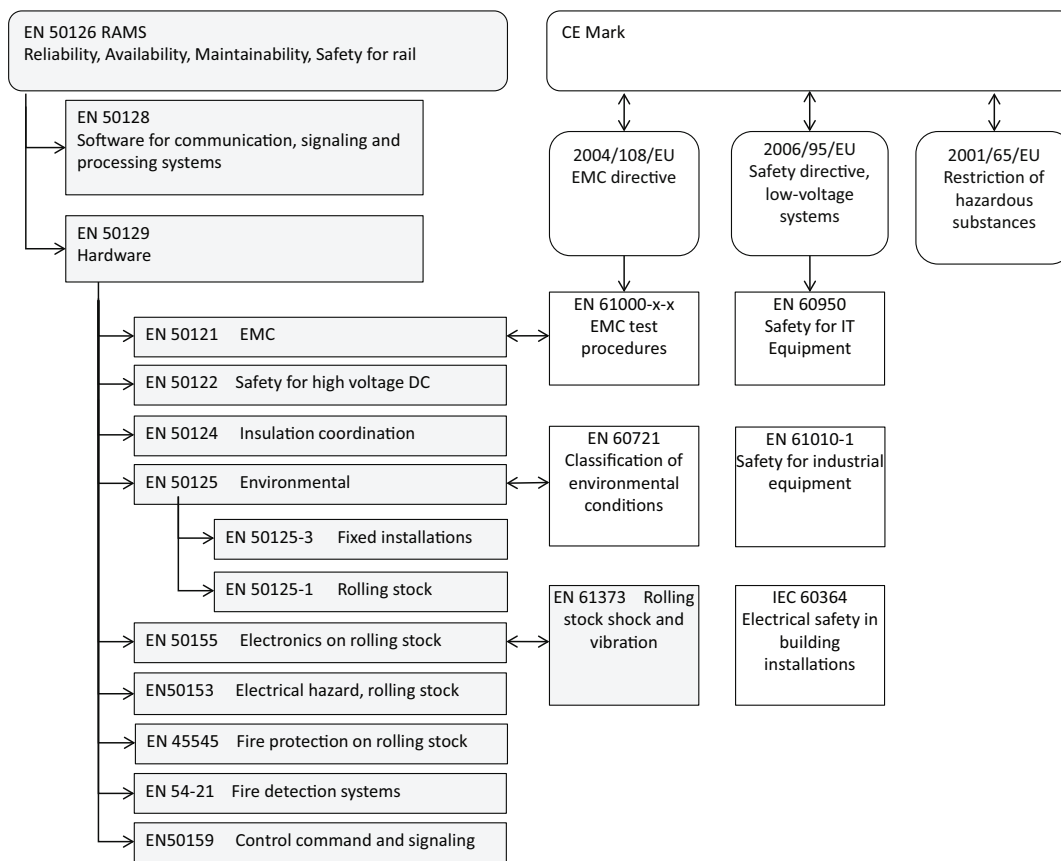 EN 50126 RAMS
Reliability, Availability, Maintainability, Safety for rail
EN 50128
Software for communication, signaling and
processing systems
EN 50129
Hardware
EN 50121 EMC
EN 50122 Safety for high voltage DC
EN 50124 Insulation coordination
EN 50125 Environmental
EN 50125-3 Fixed installations
EN 50125-1 Rolling stock
EN 50155 Electronics on rolling stock
EN50153 Electrical hazard, rolling stock
EN 45545 Fire protection on rolling stock
EN 54-21 Fire detection systems
EN50159 Control command and signaling
CE Mark
2004/108/EU
EMC directive
2006/95/EU
Safety directive,
low-voltage
systems
2001/65/EU
Restriction of
hazardous
substances
EN 61000-x-x
EMC test
procedures
EN 60950
Safety for IT
Equipment
EN 60721
Classification of
environmental
conditions
EN 61010-1
Safety for industrial
equipment
EN 61373 Rolling
stock shock and
vibration
IEC 60364
Electrical safety in
building
installations